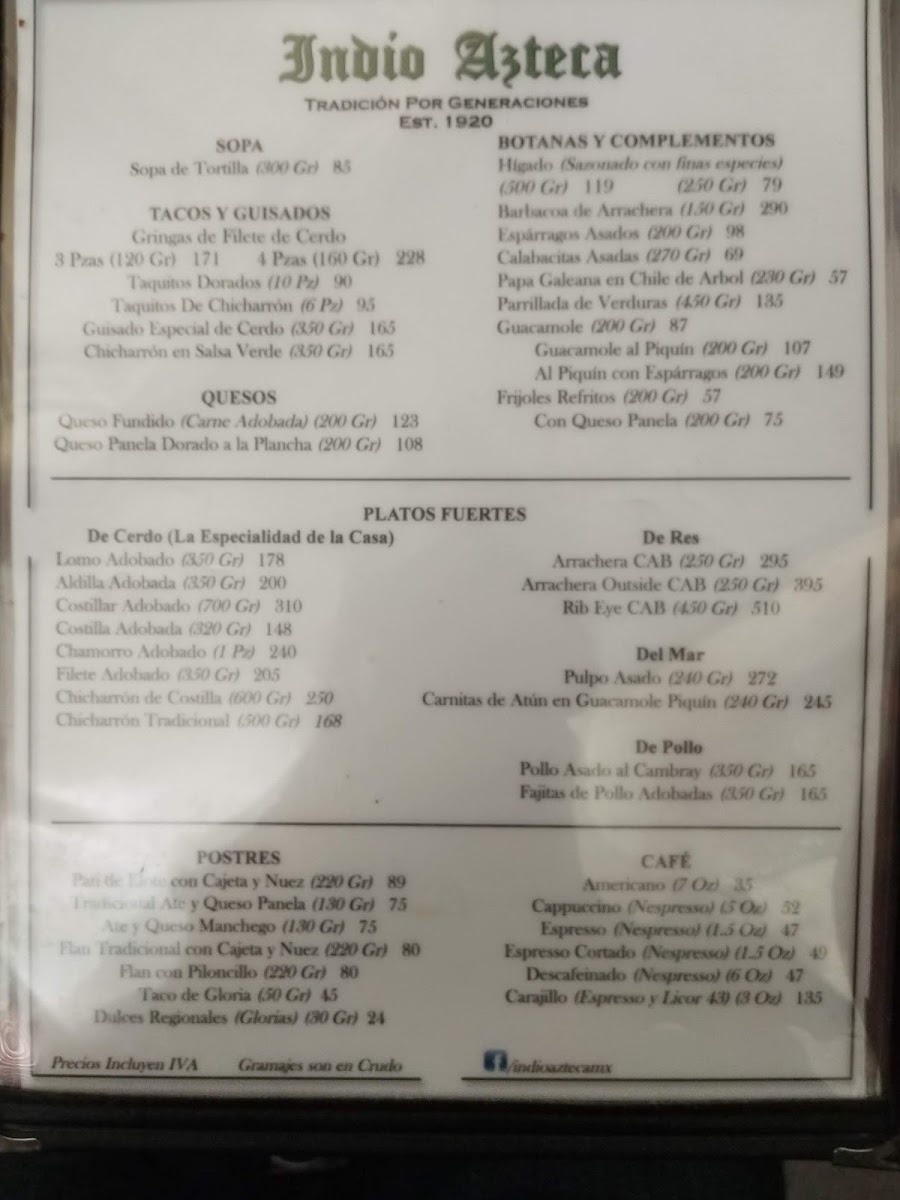 Indio Azteca
TRADICIÓN POR GENERACIONES
EST. 1920
SOPA
Sopa de Tortilla (300 Gr) 85
TACOS Y GUISADOS
Gringas de Filete de Cerdo
3 Pzas (120 Gr) 171 4 Pzas (160 Gr) 228
Taquitos Dorados (10 Pz) 90
Taquitos De Chicharrón (6 Pz) 95
Guisado Especial de Cerdo (350 Gr) 165
Chicharrón en Salsa Verde (350 Gr) 165
QUESOS
Queso Fundido (Carne Adobada) (200 Gr) 123
Queso Panela Dorado a la Plancha (200 Gr) 108
BOTANAS Y COMPLEMENTOS
Hígado (Sazonado con finas especies)
(500 Gr) 119 (250 Gr) 79
Barbacoa de Arrachera (150 Gr) 290
Espárragos Asados (200 Gr) 98
Calabacitas Asadas (270 Gr) 69
Papa Galeana en Chile de Arbol (230 Gr) 57
Parrillada de Verduras (450 Gr) 135
Guacamole (200 Gr) 87
Guacamole al Piquín (200 Gr) 107
Al Piquín con Espárragos (200 Gr) 149
Frijoles Refritos (200 Gr) 57
Con Queso Panela (200 Gr) 75
PLATOS FUERTES
De Cerdo (La Especialidad de la Casa)
Lomo Adobado (350 Gr) 178
Aldilla Adobada (350 Gr) 200
Costillar Adobado (700 Gr) 310
Costilla Adobada (320 Gr) 148
Chamorro Adobado (1 Pz) 240
Filete Adobado (350 Gr) 205
Chicharrón de Costilla (600 Gr) 250
Chicharrón Tradicional (500 Gr) 168
De Res
Arrachera CAB (250 Gr) 295
Arrachera Outside CAB (250 Gr) 395
Rib Eye CAB (450 Gr) 510
Del Mar
Pulpo Asado (240 Gr) 272
Carnitas de Atún en Guacamole Piquín (240 Gr) 245
De Pollo
Pollo Asado al Cambray (350 Gr) 165
Fajitas de Pollo Adobadas (350 Gr) 165
POSTRES
de con Cajeta y Nuez (220 Gr) 89
Tradicional Ate y Queso Panela (130 Gr) 75
Ate y Queso Manchego (130 Gr) 75
Flan Tradicional con Cajeta y Nuez (220 Gr) 80
Flan con Piloncillo (220 Gr) 80
Taco de Gloria (50 Gr) 45
Dulces Regionales (Glorias) (30 Gr) 24
CAFÉ
Americano (7 Oz) 35
Cappuccino (Nespresso) (5 Oz) 52
Espresso (Nespresso) (1.5 Oz) 47
Espresso Cortado (Nespresso) (1.5 Oz) 49
Descafeinado (Nespresso) (6 Oz) 47
Carajillo (Espresso y Licor 43) (3 Oz) 135
Precios Incluyen IVA Gramajes son en Crudo
f/indioaztecamx